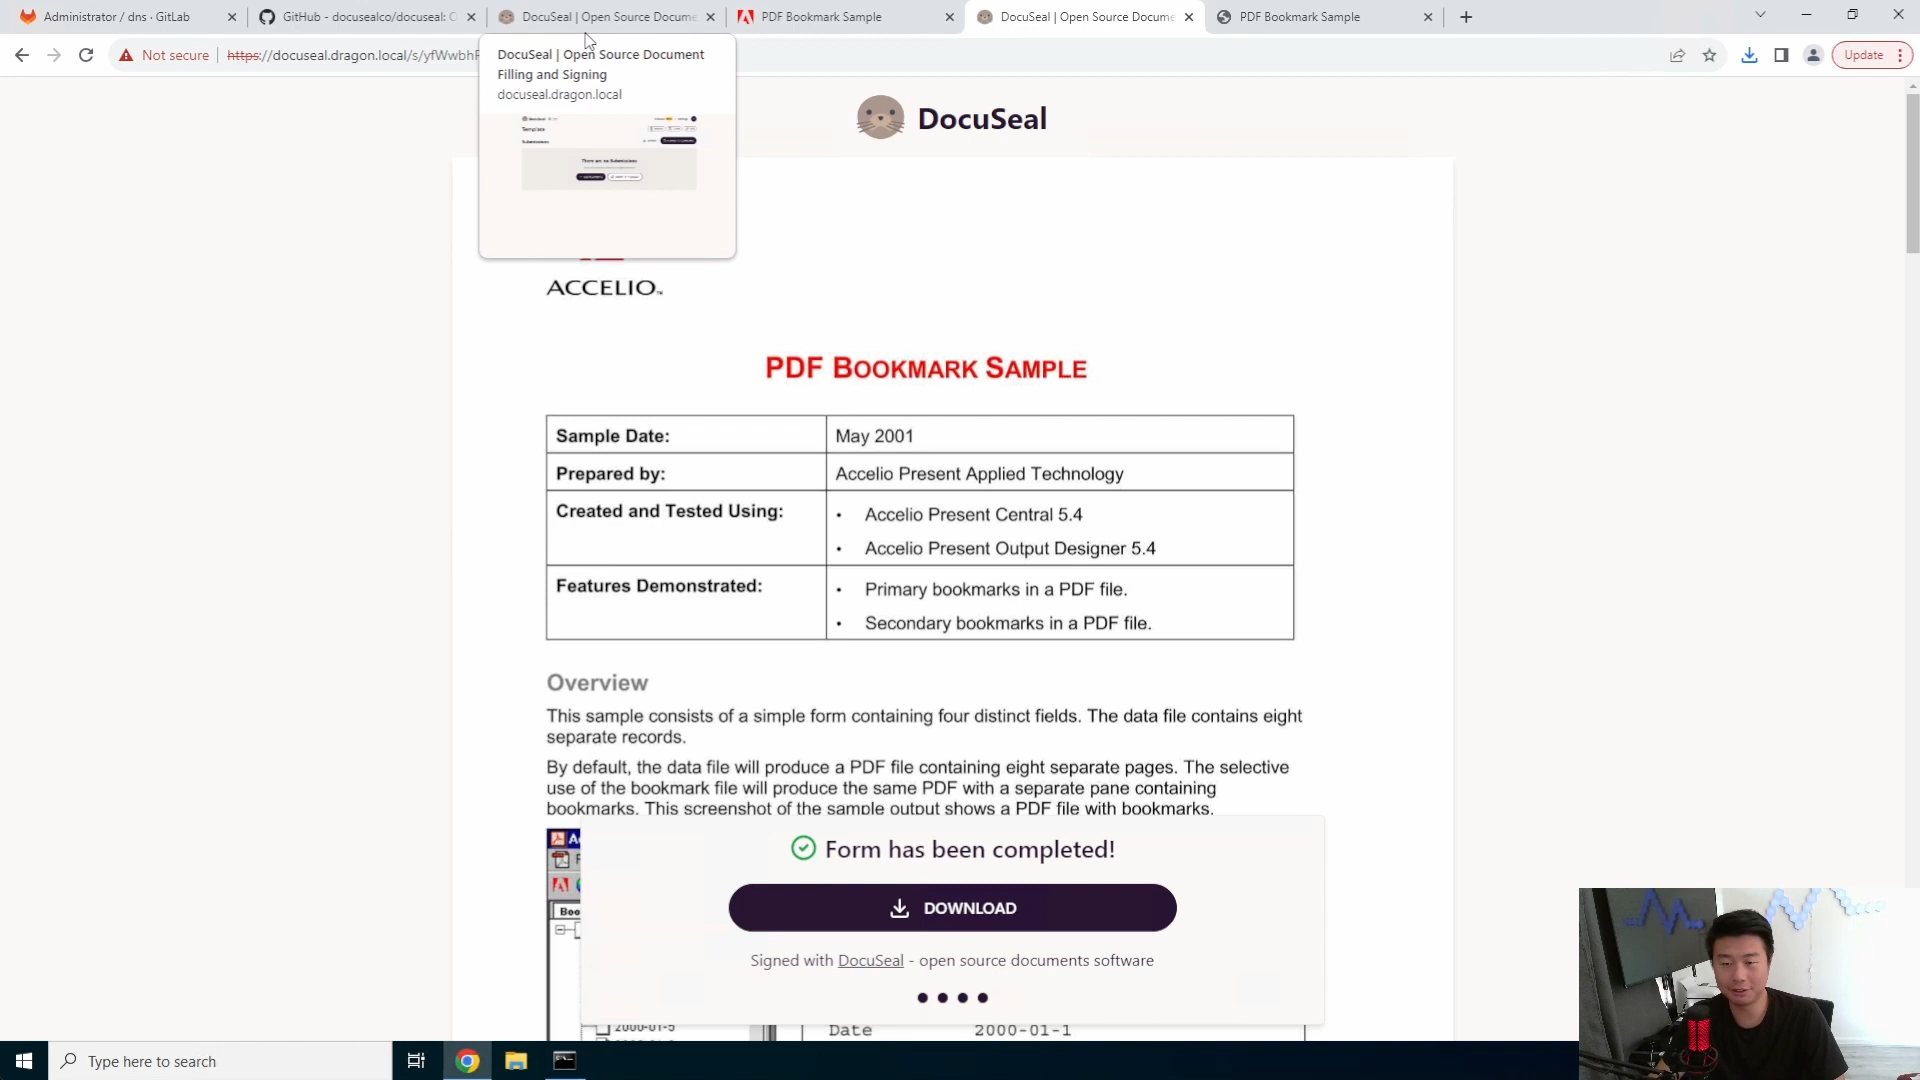 Administrator / dns · GitLab
GitHub - docusealco/docuseal: O
DocuSeal | Open Source Docume
PDF Bookmark Sample
DocuSeal | Open Source Docume
PDF Bookmark Sample
Not secure
https://docuseal.dragon.local/s/yfWwbhF
Update
DocuSeal | Open Source Document
Filling and Signing
docuseal.dragon.local
Template
Submissions
There are no Submissions
DocuSeal
ACCELIO™
PDF BOOKMARK SAMPLE
Sample Date: May 2001
Prepared by: Accelio Present Applied Technology
Created and Tested Using: • Accelio Present Central 5.4
• Accelio Present Output Designer 5.4
Features Demonstrated: • Primary bookmarks in a PDF file.
• Secondary bookmarks in a PDF file.
Overview
This sample consists of a simple form containing four distinct fields. The data file contains eight
separate records.
By default, the data file will produce a PDF file containing eight separate pages. The selective
use of the bookmark file will produce the same PDF with a separate pane containing
bookmarks. This screenshot of the sample output shows a PDF file with bookmarks.
Form has been completed!
DOWNLOAD
Signed with DocuSeal - open source documents software
Boo
2000-01-5
Date 2000-01-1
Type here to search